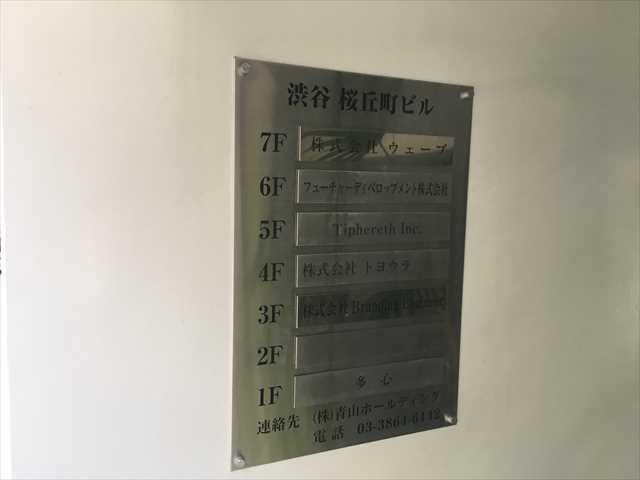 渋谷 桜丘町ビル
7F 株式会社 ウェーブ
6F フューチャーディベロップメント株式会社
5F Tiphereth Inc.
4F 株式会社 トヨウラ
3F 株式会社 Branding Engineer
2F
1F 多心
連絡先 (株)青山ホールディング
電話 03-3864-6142